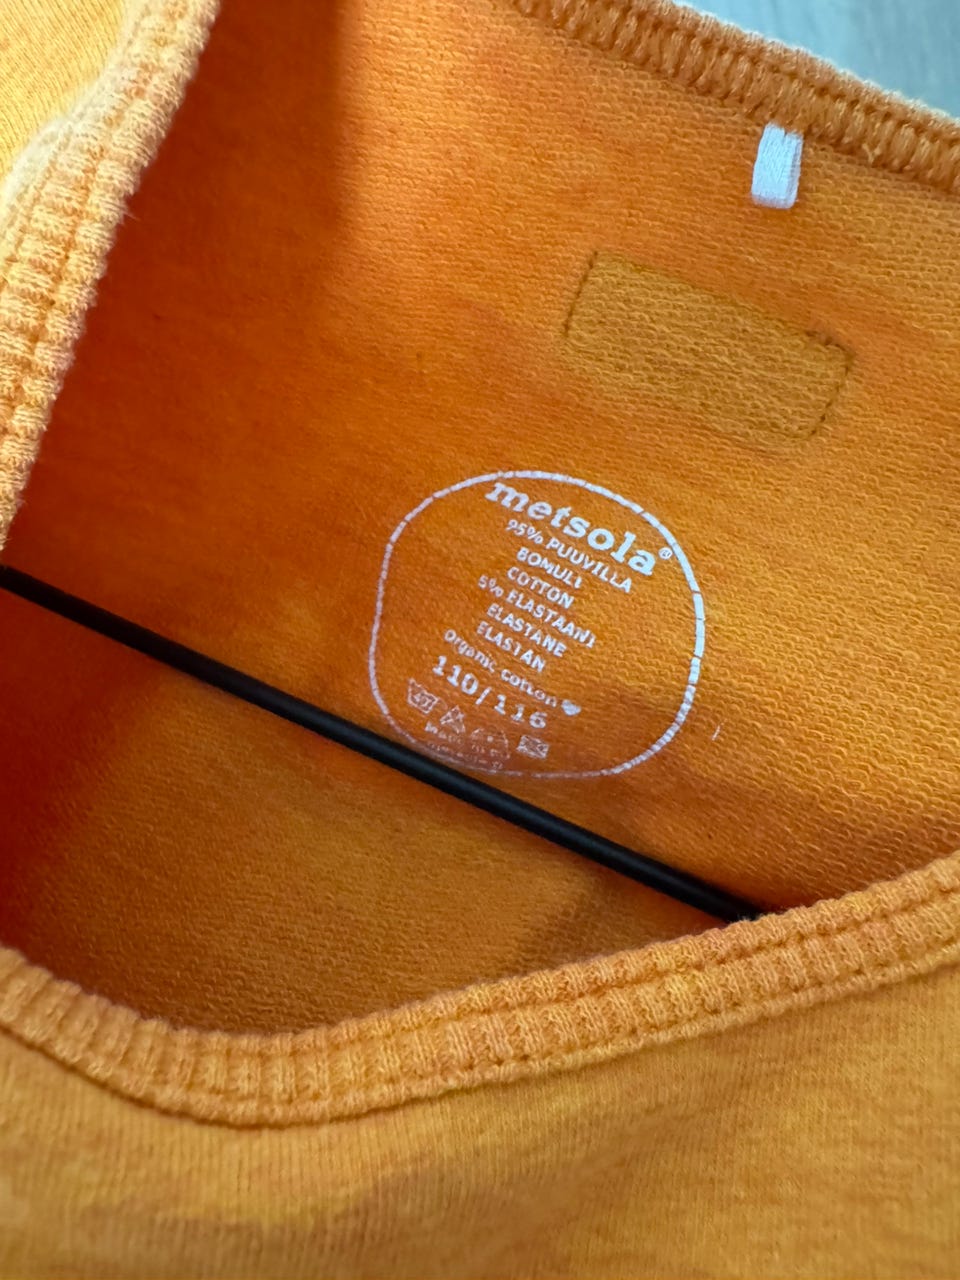 metsola®
95% PUUVILLA
BOMULL
COTTON
5% ELASTAANI
ELASTANE
ELASTAN
Organic cotton
110/116